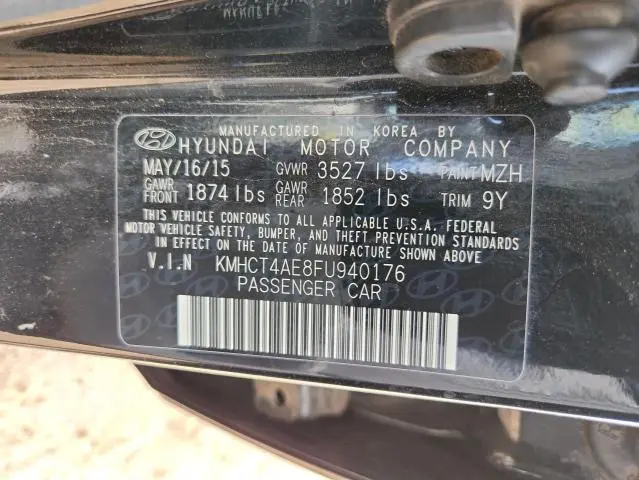 MANUFACTURED IN KOREA BY
HYUNDAI MOTOR COMPANY
MAY/16/15 GVWR 3527 lbs PAINT MZH
GAWR FRONT 1874 lbs GAWR REAR 1852 lbs TRIM 9Y
THIS VEHICLE CONFORMS TO ALL APPLICABLE U.S.A. FEDERAL
MOTOR VEHICLE SAFETY, BUMPER, AND THEFT PREVENTION STANDARDS
IN EFFECT ON THE DATE OF MANUFACTURE SHOWN ABOVE
V.I.N KMHCT4AE8FU940176
PASSENGER CAR